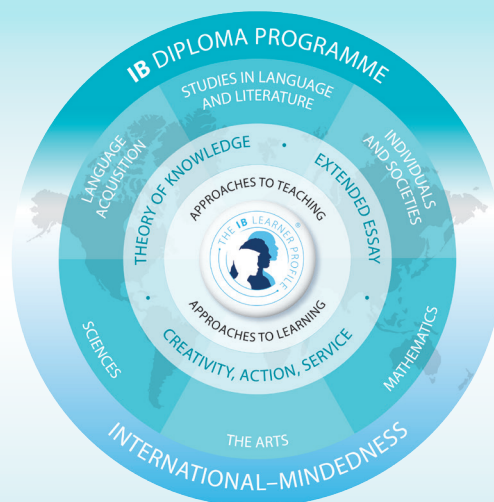 IB DIPLOMA PROGRAMME
STUDIES IN LANGUAGE
AND LITERATURE
LANGUAGE
ACQUISITION
INDIVIDUALS
AND SOCIETIES
THEORY OF KNOWLEDGE
•
EXTENDED ESSAY
•
APPROACHES TO TEACHING
• THE IB LEARNER PROFILE •
®
APPROACHES TO LEARNING
•
CREATIVITY, ACTION, SERVICE
SCIENCES
MATHEMATICS
THE ARTS
INTERNATIONAL–MINDEDNESS